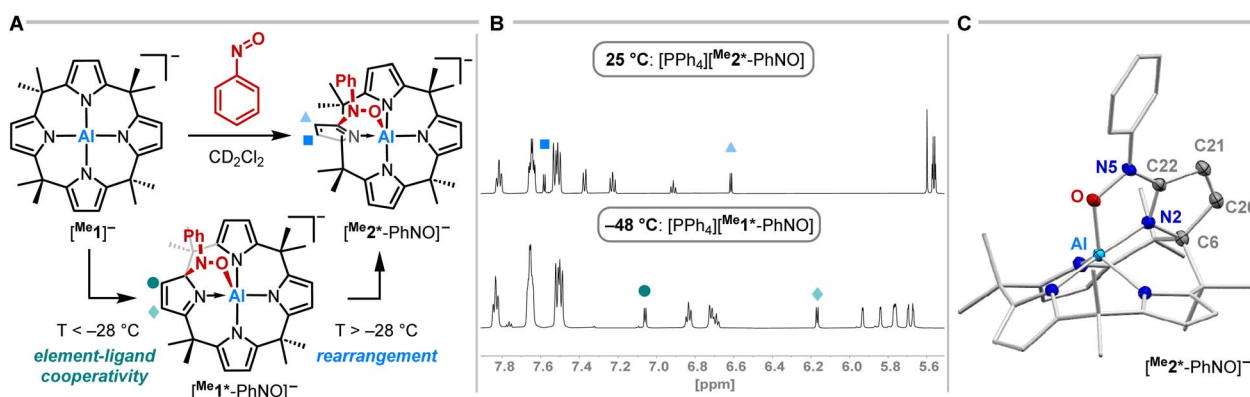 A
N=O
N
N
Al
N
N
[ᴹᵉ1]⁻
CD₂Cl₂
Ph
N
N–O
N
Al
N
N
[ᴹᵉ2*-PhNO]⁻
Ph
N
N–O
N
Al
N
N
[ᴹᵉ1*-PhNO]⁻
T < –28 °C
element-ligand
cooperativity
T > –28 °C
rearrangement
B
25 °C: [PPh₄][ᴹᵉ2*-PhNO]
–48 °C: [PPh₄][ᴹᵉ1*-PhNO]
7.8 7.6 7.4 7.2 7.0 6.8 6.6 6.4 6.2 6.0 5.8 5.6
[ppm]
C
N5
C22
C21
O
N2
C20
Al
C6
[ᴹᵉ2*-PhNO]⁻